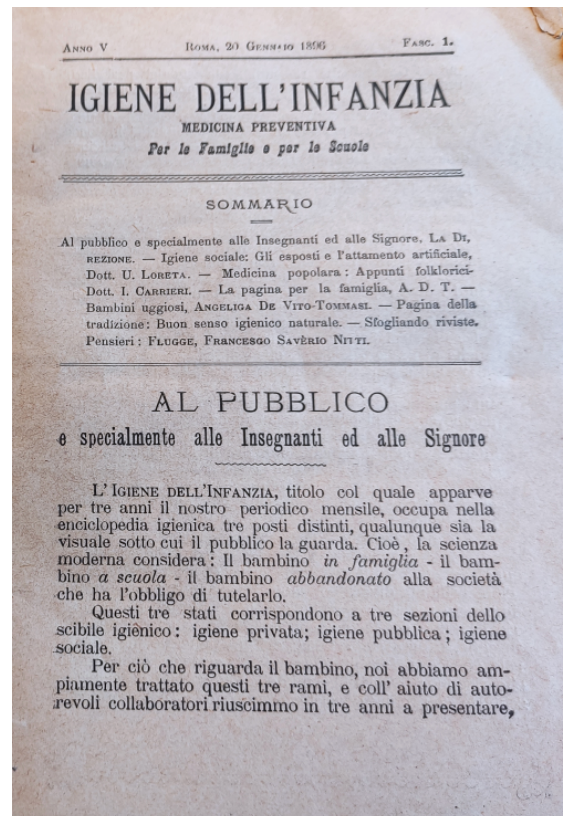 ANNO V ROMA, 20 GENNAIO 1896 FASC. 1.
IGIENE DELL'INFANZIA
MEDICINA PREVENTIVA
Per le Famiglie e per le Scuole
SOMMARIO
Al pubblico e specialmente alle Insegnanti ed alle Signore, LA DI,
REZIONE. — Igiene sociale: Gli esposti e l'attamento artificiale,
Dott. U. LORETA. — Medicina popolara: Appunti folklorici-
Dott. I. CARRIERI. — La pagina per la famiglia, A. D. T. —
Bambini uggiosi, ANGELIGA DE VITO-TOMMASI. — Pagina della
tradizione: Buon senso igienico naturale. — Sfogliando riviste.
Pensieri: FLUGGE, FRANCESGO SAVÈRIO NITTI.
AL PUBBLICO
e specialmente alle Insegnanti ed alle Signore
L'IGIENE DELL'INFANZIA, titolo col quale apparve
per tre anni il nostro periodico mensile, occupa nella
enciclopedia igienica tre posti distinti, qualunque sia la
visuale sotto cui il pubblico la guarda. Cioè, la scienza
moderna considera: Il bambino in famiglia - il bam-
bino a scuola - il bambino abbandonato alla società
che ha l'obbligo di tutelarlo.
Questi tre stati corrispondono a tre sezioni dello
scibile igienico: igiene privata; igiene pubblica; igiene
sociale.
Per ciò che riguarda il bambino, noi abbiamo am-
piamente trattato questi tre rami, e coll' aiuto di auto-
revoli collaboratori riuscimmo in tre anni a presentare,